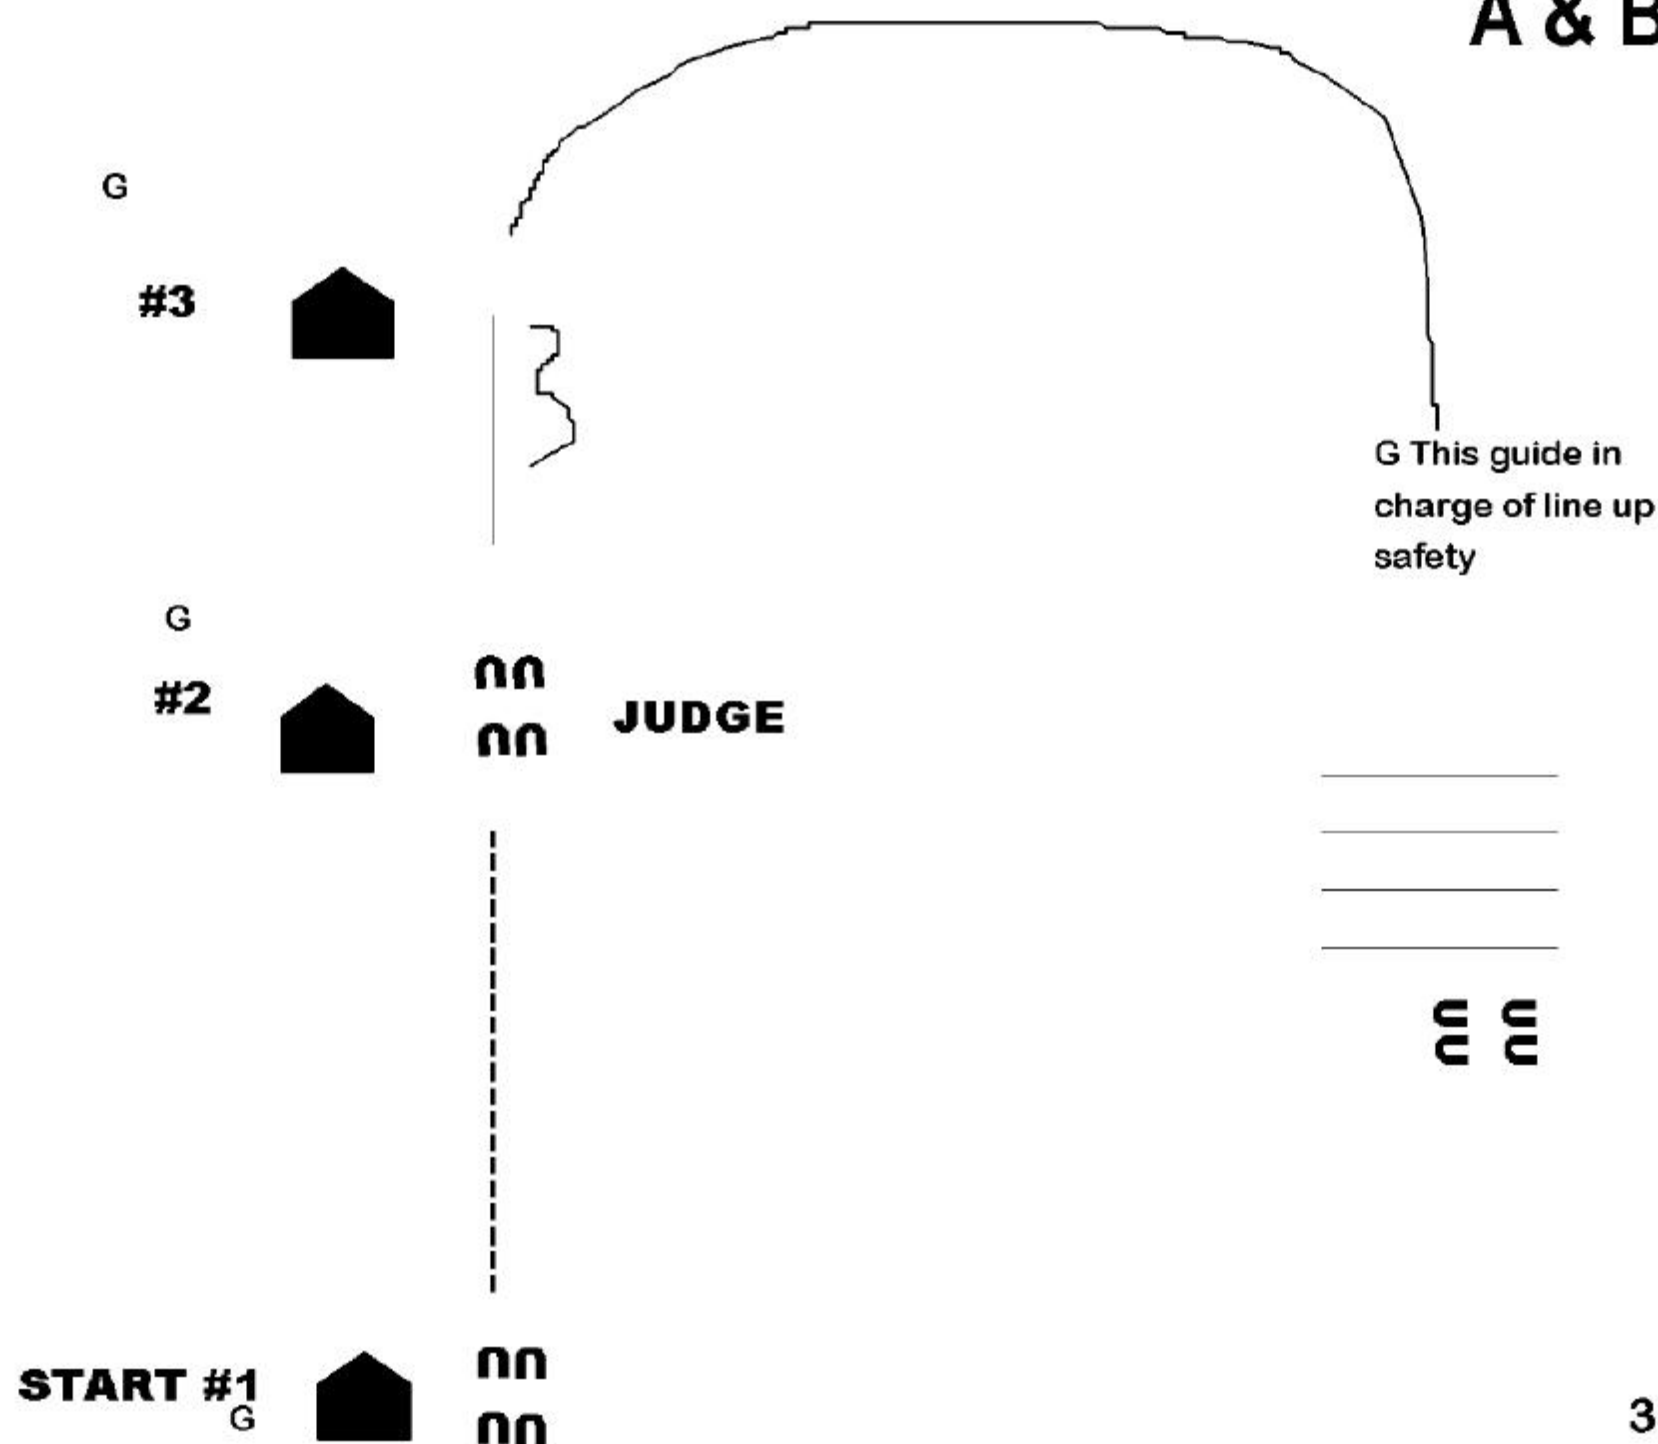 A & B
G
#3
G This guide in
charge of line up
safety
G
#2
JUDGE
START #1
G
3